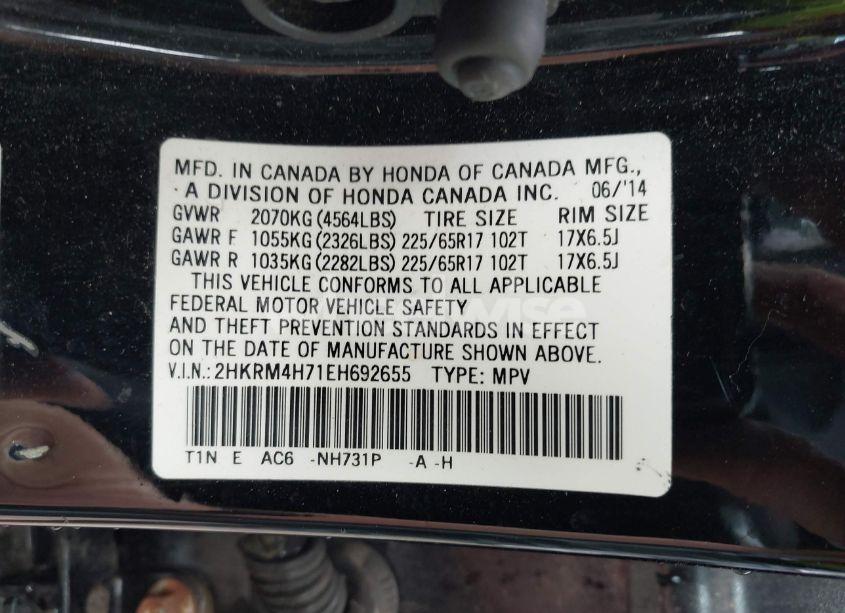 MFD. IN CANADA BY HONDA OF CANADA MFG.,
A DIVISION OF HONDA CANADA INC. 06/'14
GVWR 2070KG (4564LBS) TIRE SIZE RIM SIZE
GAWR F 1055KG (2326LBS) 225/65R17 102T 17X6.5J
GAWR R 1035KG (2282LBS) 225/65R17 102T 17X6.5J
THIS VEHICLE CONFORMS TO ALL APPLICABLE
FEDERAL MOTOR VEHICLE SAFETY
AND THEFT PREVENTION STANDARDS IN EFFECT
ON THE DATE OF MANUFACTURE SHOWN ABOVE.
V.I.N.: 2HKRM4H71EH692655 TYPE: MPV
T1N E AC6 -NH731P -A -H